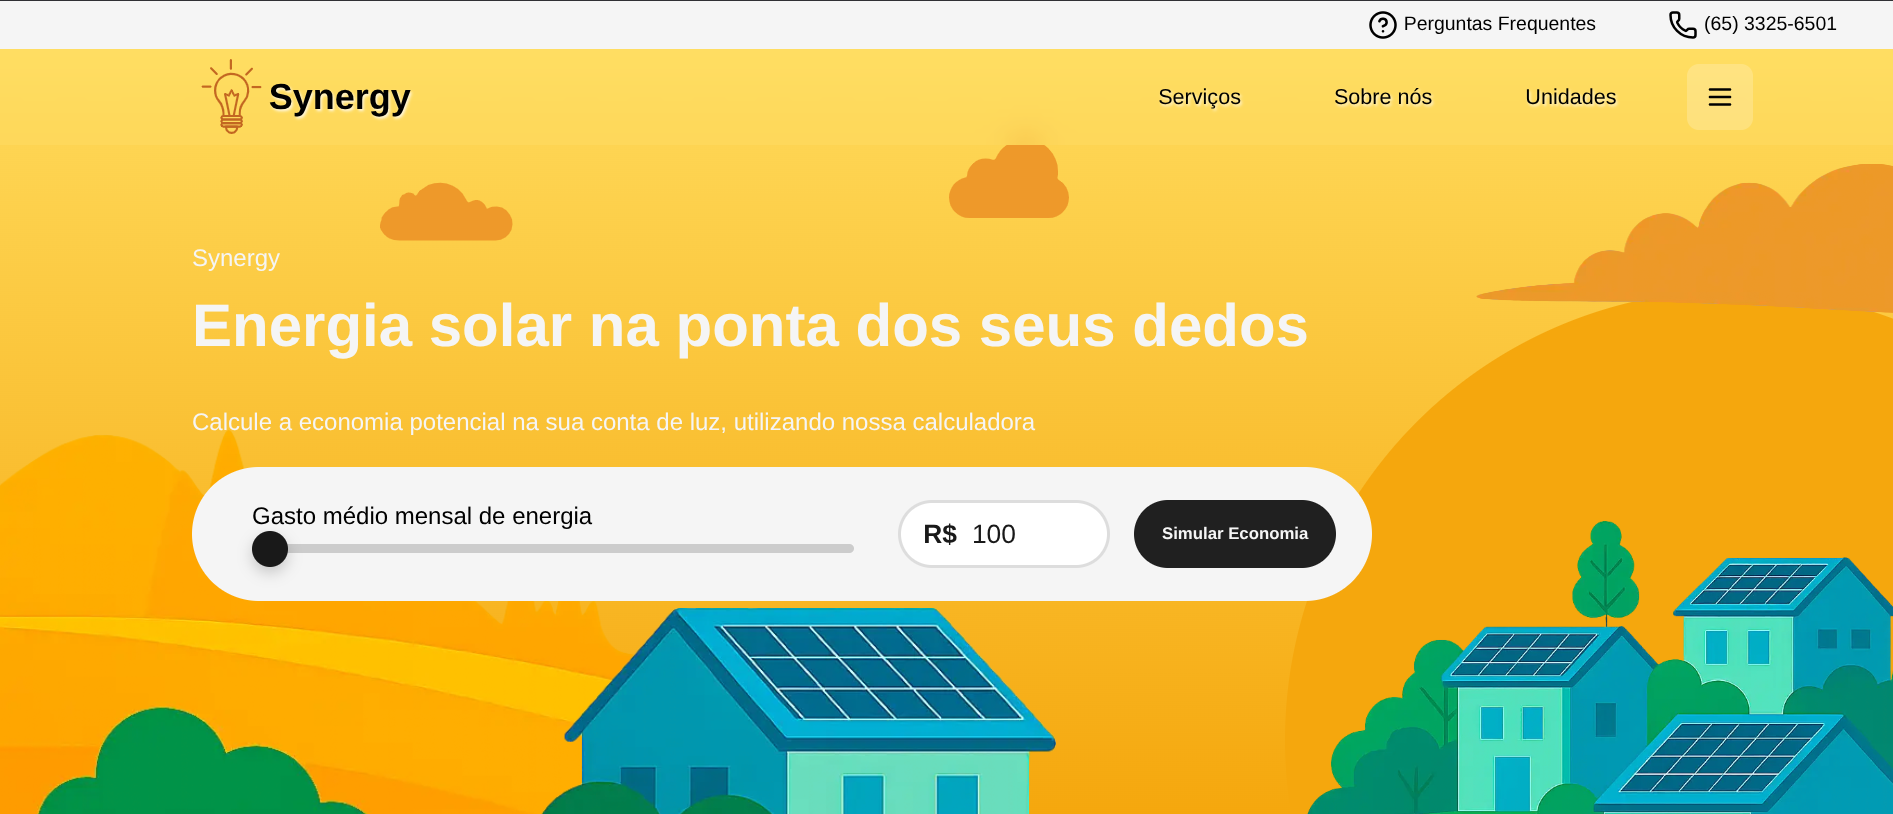 Perguntas Frequentes
(65) 3325-6501
Synergy
Serviços
Sobre nós
Unidades
Synergy
Energia solar na ponta dos seus dedos
Calcule a economia potencial na sua conta de luz, utilizando nossa calculadora
Gasto médio mensal de energia
R$ 100
Simular Economia